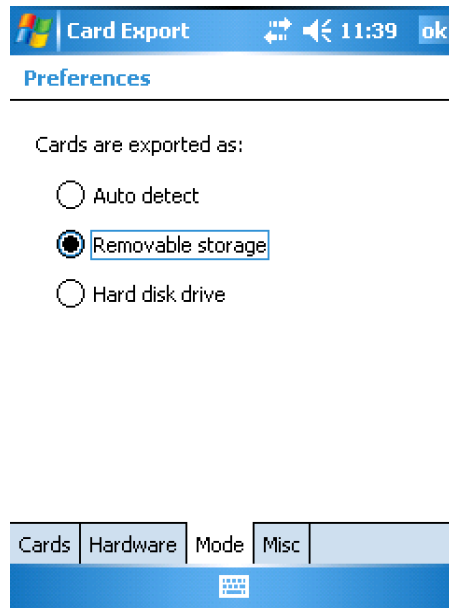 Card Export 11:39 ok
Preferences
Cards are exported as:
Auto detect
Removable storage
Hard disk drive
Cards Hardware Mode Misc